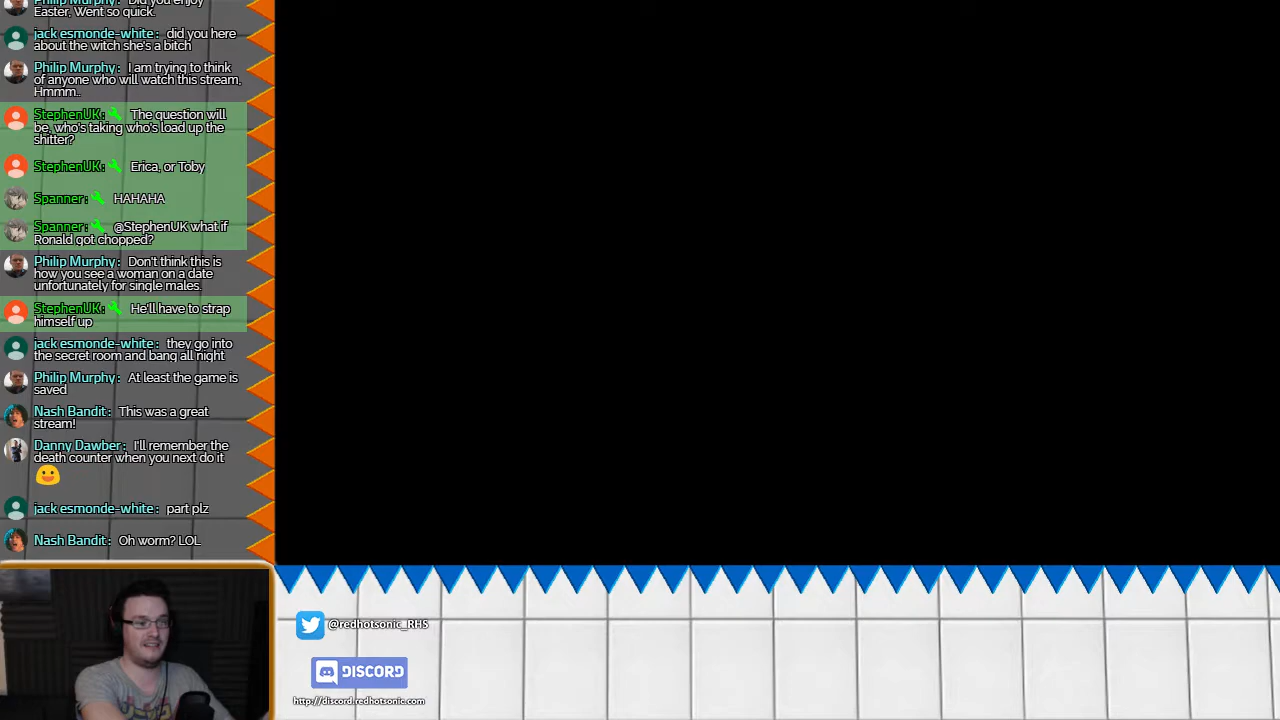 Philip Murphy: Did you enjoy
Easter, Went so quick.
jack esmonde-white: did you here
about the witch she's a bitch
Philip Murphy: I am trying to think
of anyone who will watch this stream,
Hmmm..
StephenUK: The question will
be, who's taking who's load up the
shitter?
StephenUK: Erica, or Toby
Spanner: HAHAHA
Spanner: @StephenUK what if
Ronald got chopped?
Philip Murphy: Don't think this is
how you see a woman on a date
unfortunately for single males.
StephenUK: He'll have to strap
himself up
jack esmonde-white: they go into
the secret room and bang all night
Philip Murphy: At least the game is
saved
Nash Bandit: This was a great
stream!
Danny Dawber: I'll remember the
death counter when you next do it
jack esmonde-white: part plz
Nash Bandit: Oh worm? LOL
@redhotsonic_RHS
DISCORD
http://discord.redhotsonic.com